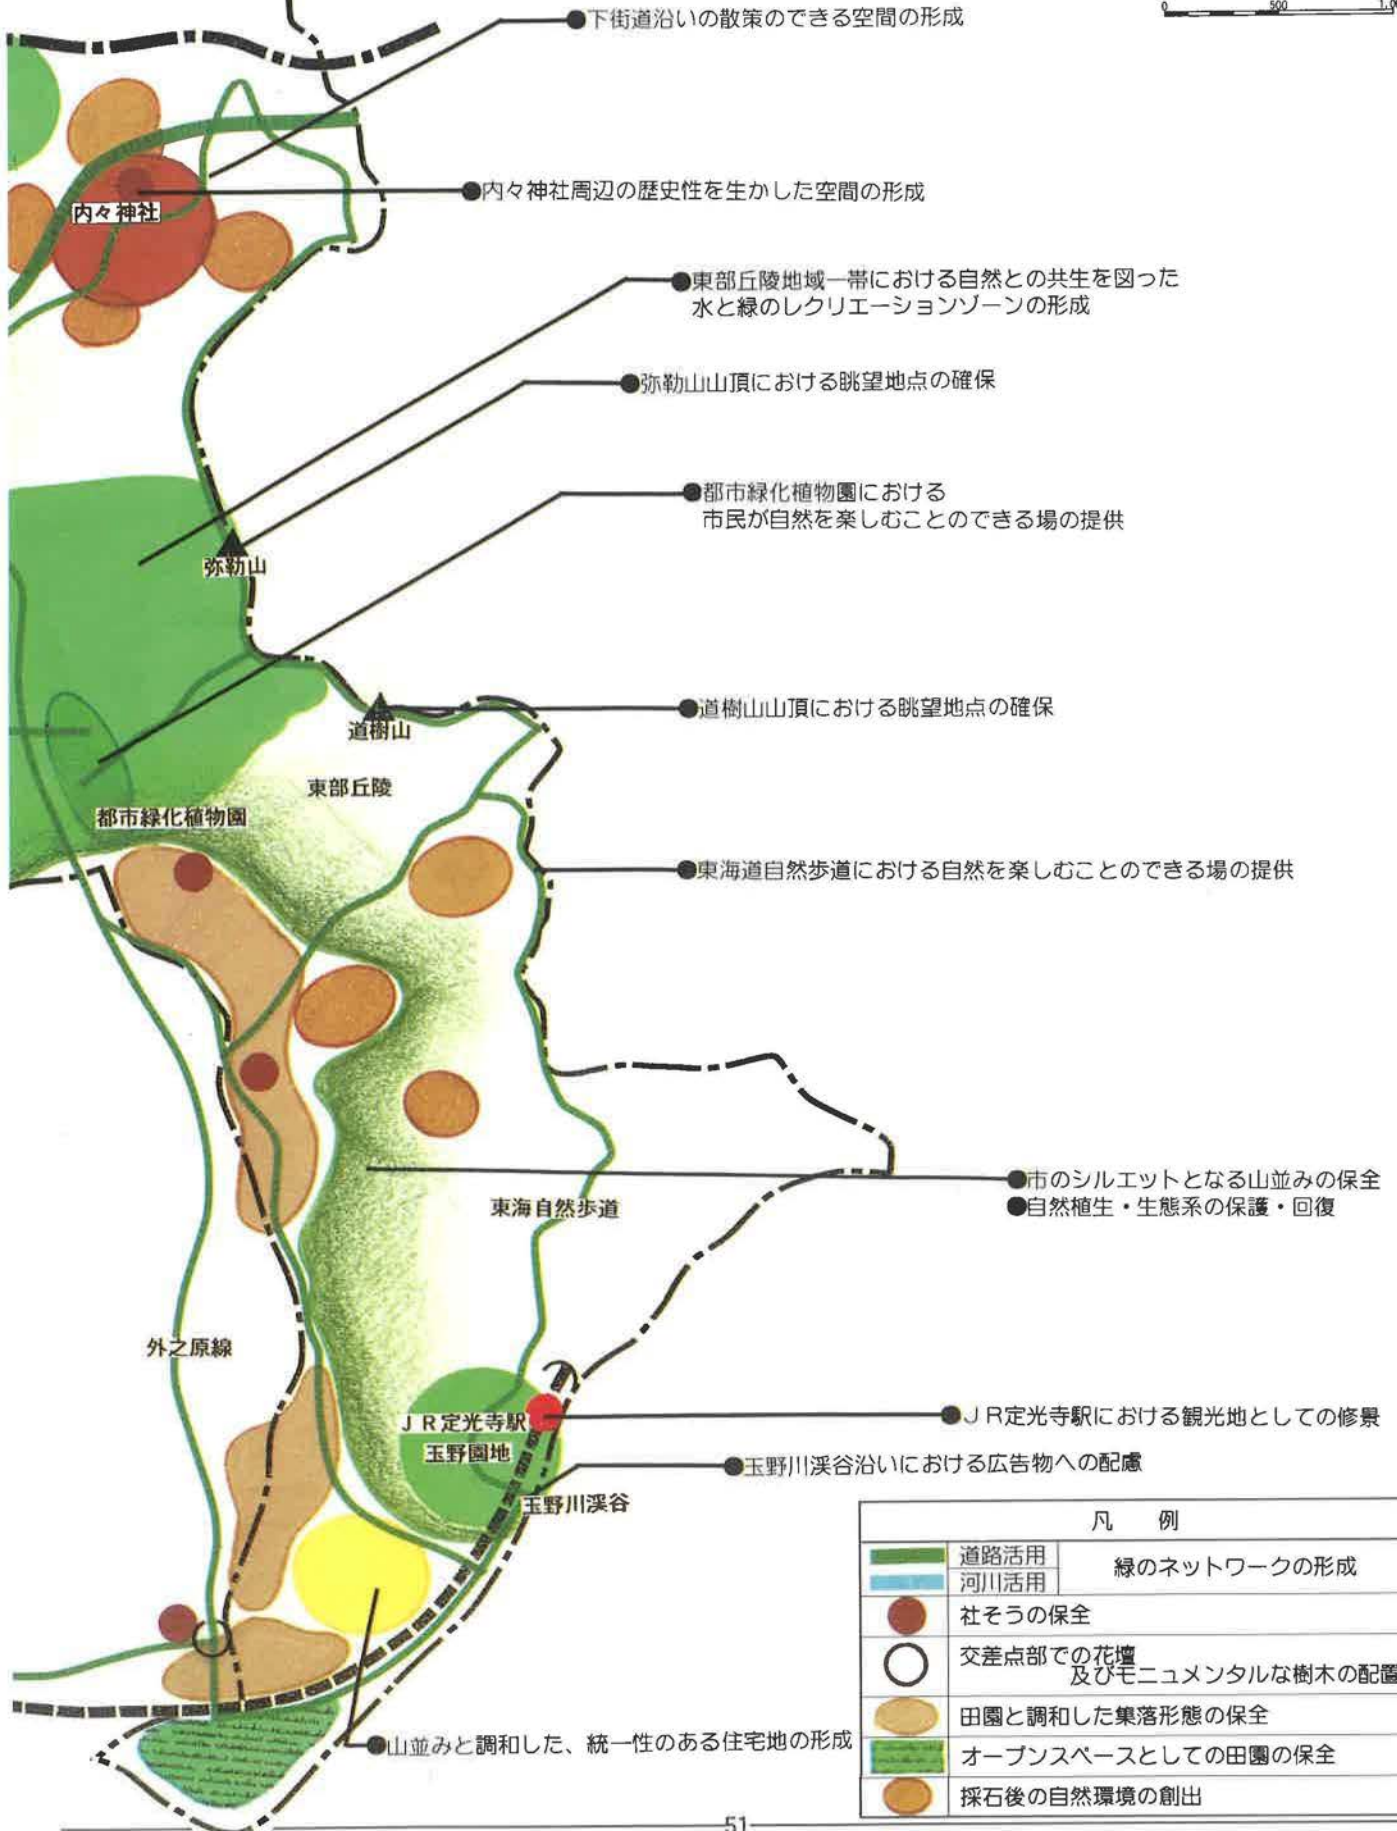 0 500
●下街道沿いの散策のできる空間の形成
●内々神社周辺の歴史性を生かした空間の形成
内々神社
●東部丘陵地域一帯における自然との共生を図った
水と緑のレクリエーションゾーンの形成
●弥勒山山頂における眺望地点の確保
●都市緑化植物園における
市民が自然を楽しむことのできる場の提供
弥勒山
●道樹山山頂における眺望地点の確保
道樹山
東部丘陵
都市緑化植物園
●東海道自然歩道における自然を楽しむことのできる場の提供
●市のシルエットとなる山並みの保全
●自然植生・生態系の保護・回復
東海自然歩道
外之原線
JR定光寺駅
●JR定光寺駅における観光地としての修景
玉野園地
●玉野川渓谷沿いにおける広告物への配慮
玉野川渓谷
凡 例
道路活用
河川活用
緑のネットワークの形成
社そうの保全
交差点部での花壇
及びモニュメンタルな樹木の配置
田園と調和した集落形態の保全
●山並みと調和した、統一性のある住宅地の形成
オープンスペースとしての田園の保全
採石後の自然環境の創出
51